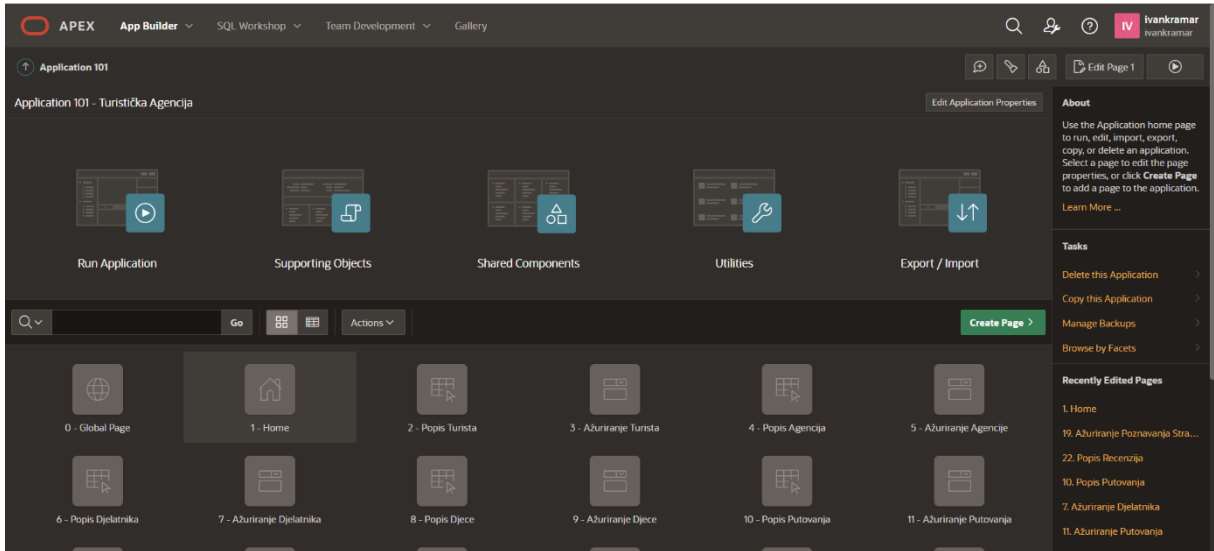 APEX App Builder SQL Workshop Team Development Gallery IV ivankramar
ivankramar
Application 101 Edit Page 1
Application 101 - Turistička Agencija Edit Application Properties
Run Application Supporting Objects Shared Components Utilities Export / Import
Go Actions Create Page >
0 - Global Page 1 - Home 2 - Popis Turista 3 - Ažuriranje Turista 4 - Popis Agencija 5 - Ažuriranje Agencije
6 - Popis Djelatnika 7 - Ažuriranje Djelatnika 8 - Popis Djece 9 - Ažuriranje Djece 10 - Popis Putovanja 11 - Ažuriranje Putovanja
About
Use the Application home page
to run, edit, import, export,
copy, or delete an application.
Select a page to edit the page
properties, or click Create Page
to add a page to the application.
Learn More ...
Tasks
Delete this Application
Copy this Application
Manage Backups
Browse by Facets
Recently Edited Pages
1. Home
19. Ažuriranje Poznavanja Stra...
22. Popis Recenzija
10. Popis Putovanja
7. Ažuriranje Djelatnika
11. Ažuriranje Putovanja